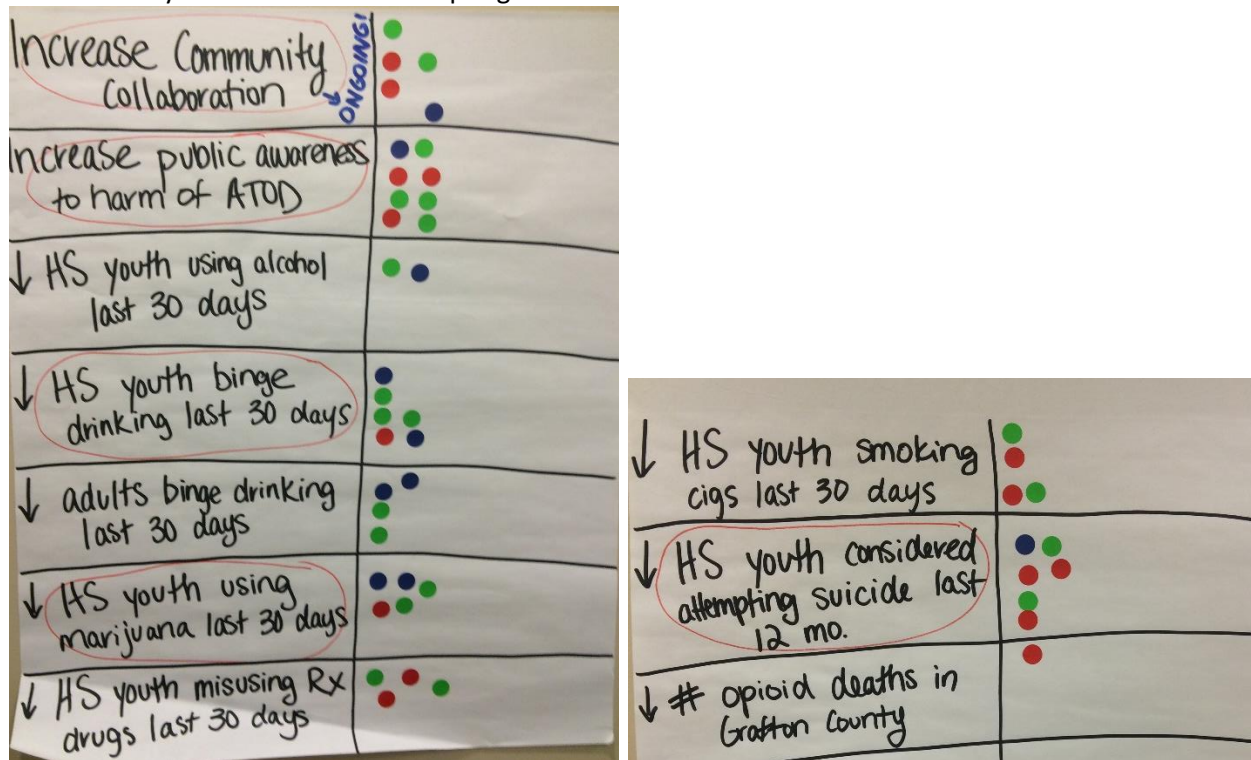 Increase Community
Collaboration
↓ ONGOING!
Increase public awareness
to harm of ATOD
↓ HS youth using alcohol
last 30 days
↓ HS youth binge
drinking last 30 days
↓ adults binge drinking
last 30 days
↓ HS youth using
marijuana last 30 days
↓ HS youth misusing Rx
drugs last 30 days
↓ HS youth smoking
cigs last 30 days
↓ HS youth considered
attempting suicide last
12 mo.
↓ # opioid deaths in
Grafton County